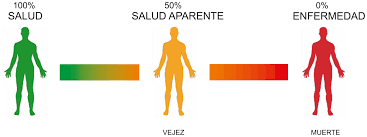 100%
SALUD
50%
SALUD APARENTE
0%
ENFERMEDAD
VEJEZ
MUERTE